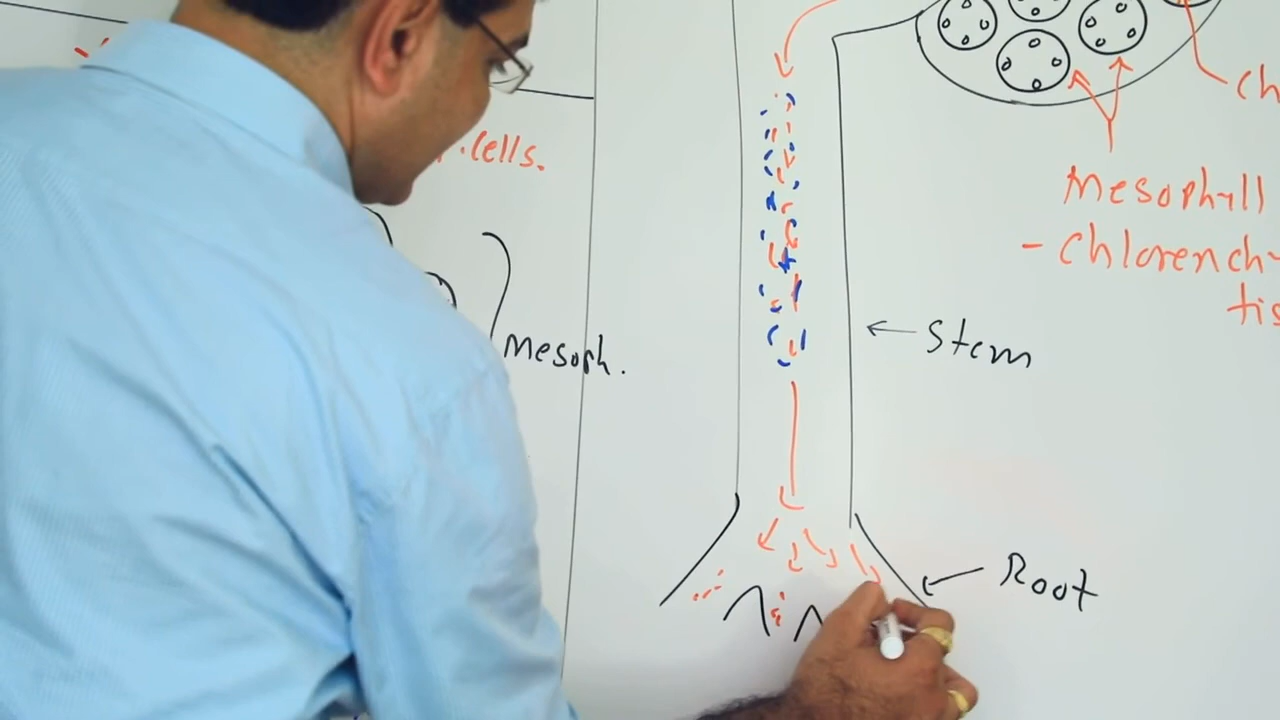 .cells.
Mesoph.
Mesophyll
- Chlorench
Stem
Root